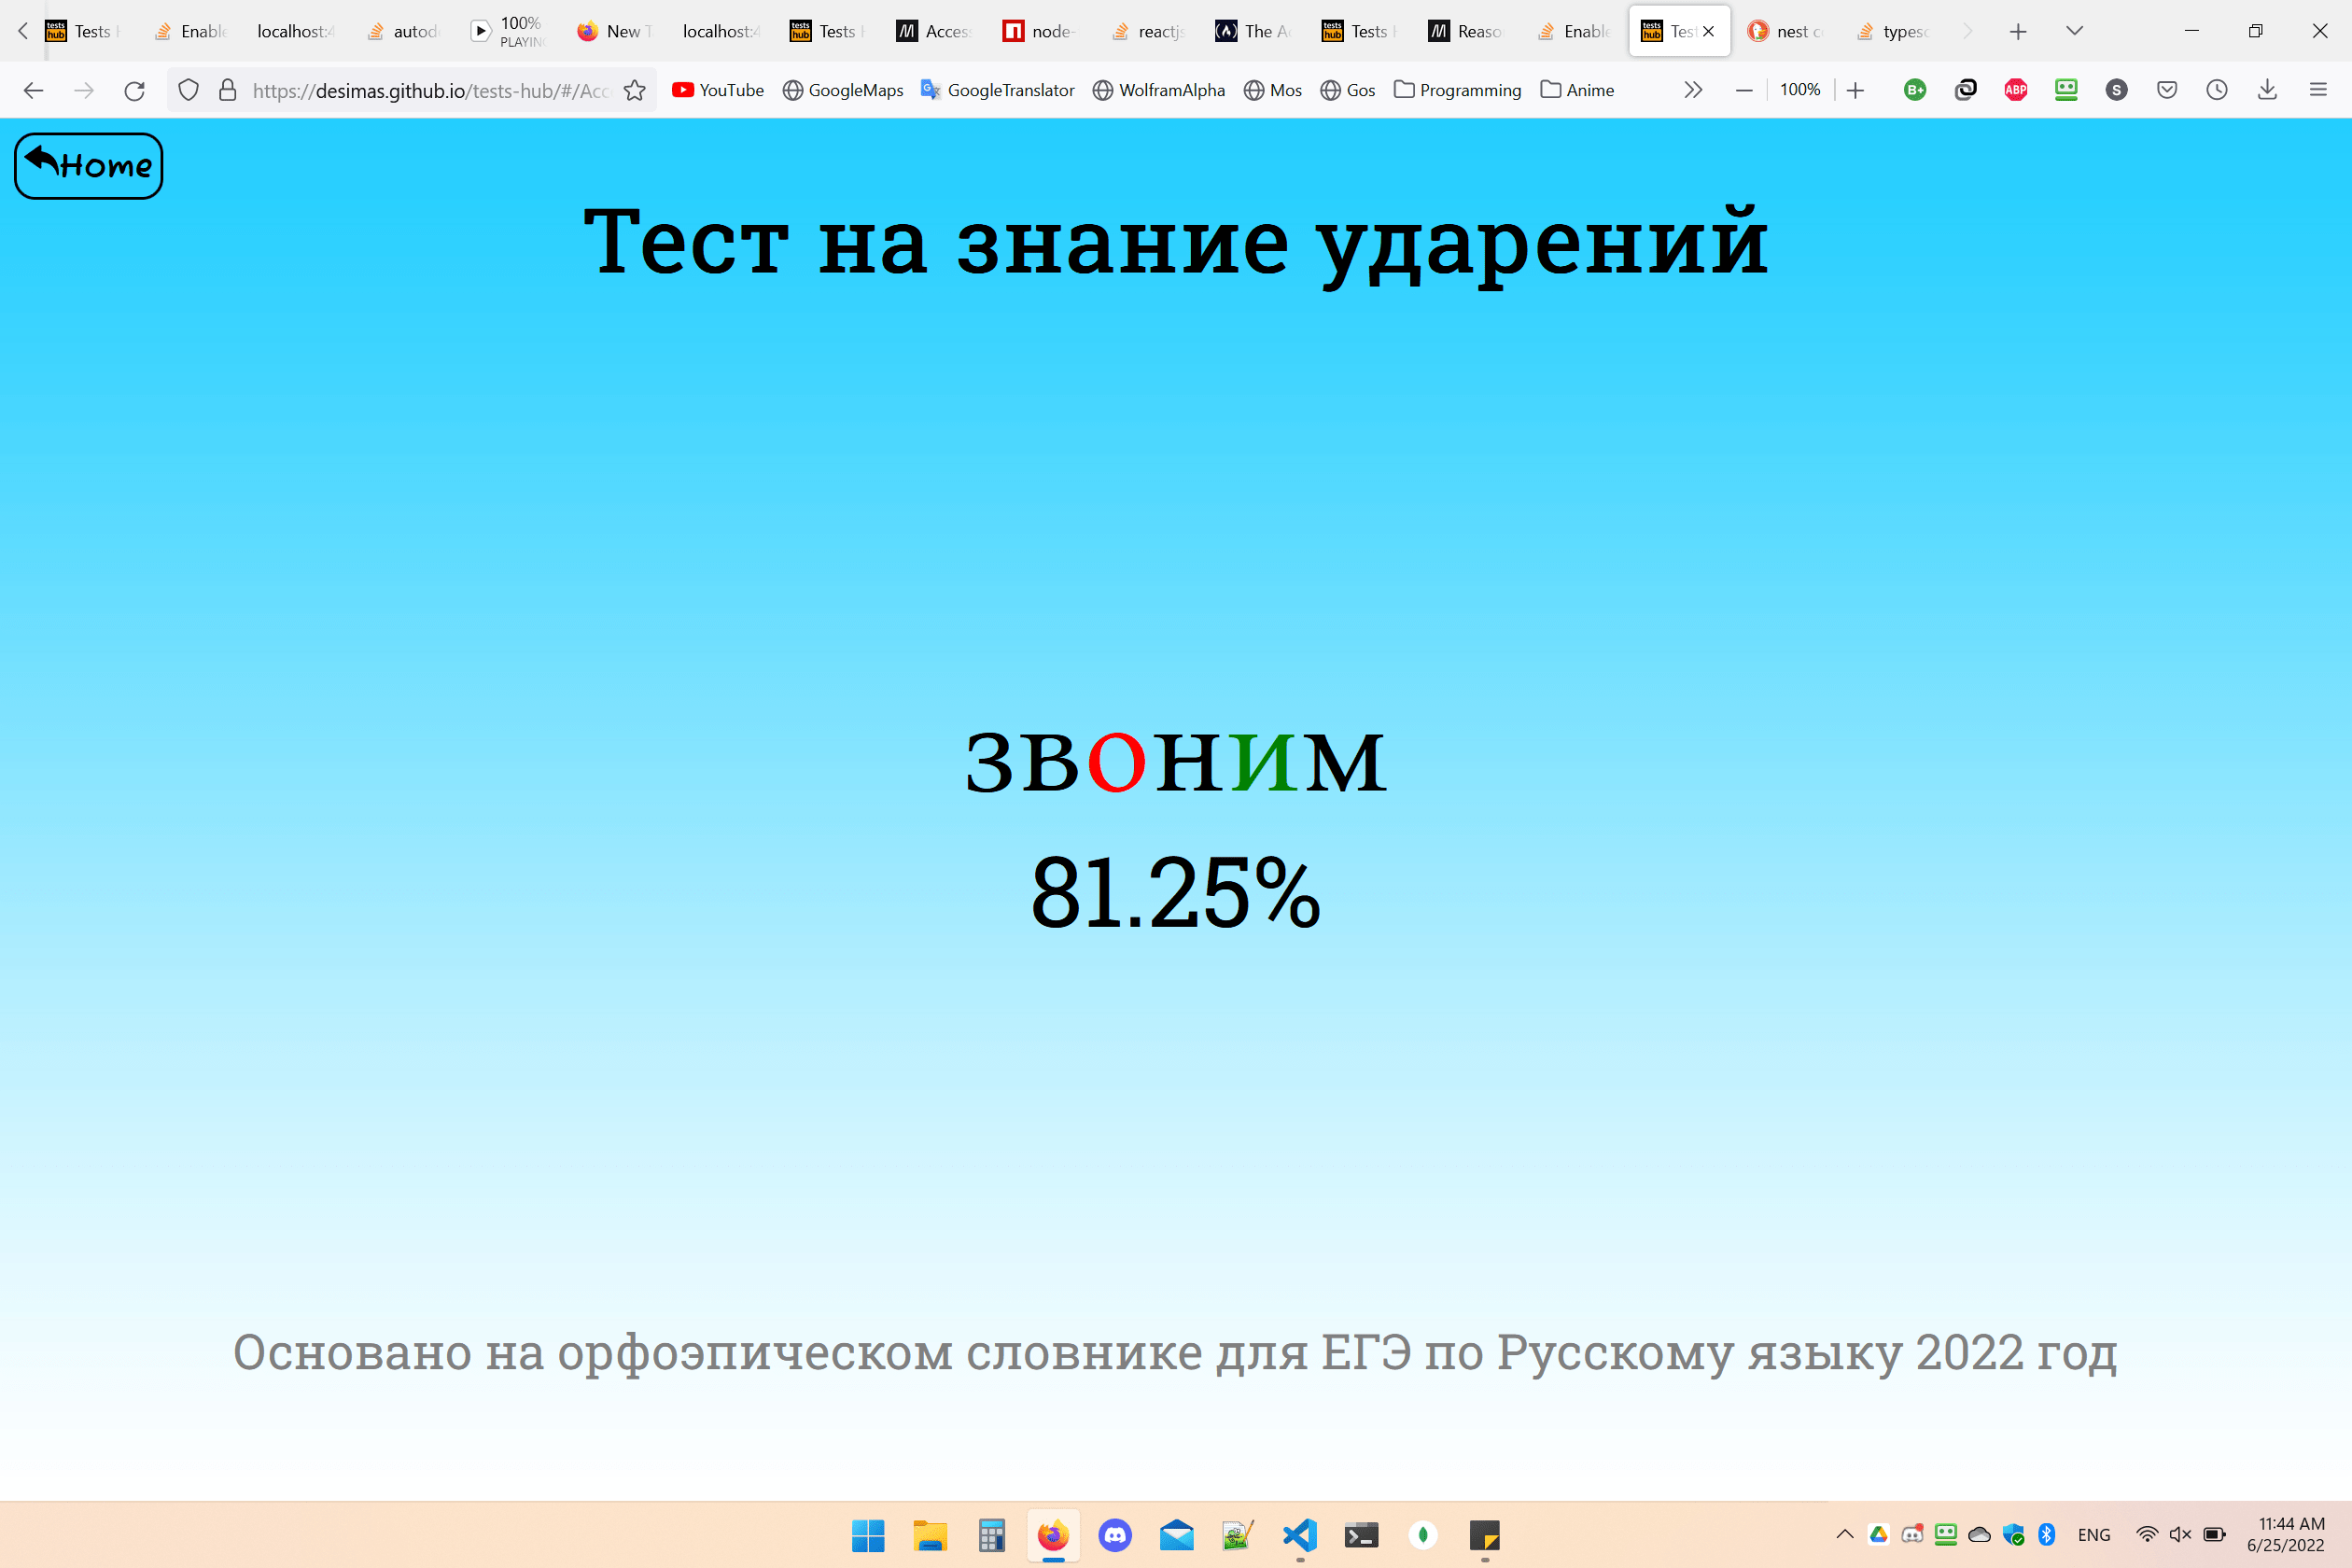 Tests
Enable
localhost:4
autod
100%
PLAYING
New T
localhost:4
Tests
Access
node-
reactjs
The A
Tests
Reaso
Enable
Test
nest c
typesc
https://desimas.github.io/tests-hub/#/Acc
YouTube
GoogleMaps
GoogleTranslator
WolframAlpha
Mos
Gos
Programming
Anime
100%
Home
Тест на знание ударений
звоним
81.25%
Основано на орфоэпическом словнике для ЕГЭ по Русскому языку 2022 год
ENG
11:44 AM
6/25/2022